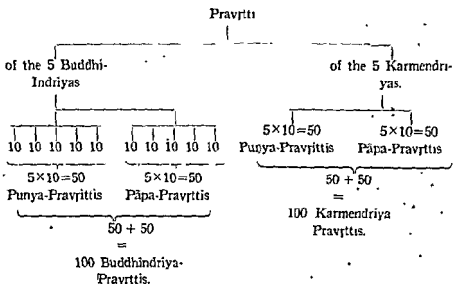 Pravṛtti
of the 5 Buddhi-
Indriyas
of the 5 Karmendri-
yas.
10 10 10 10 10
10 10 10 10 10
5×10=50
Punya-Pravṛittis
5×10=50
Pāpa-Pravṛttis
5×10=50
Punya-Pravṛittis
5×10=50
Pāpa-Pravṛttis
50 + 50
=
100 Buddhindriya-
Pravṛttis.
50 + 50
=
100 Karmendriya
Pravṛttis.